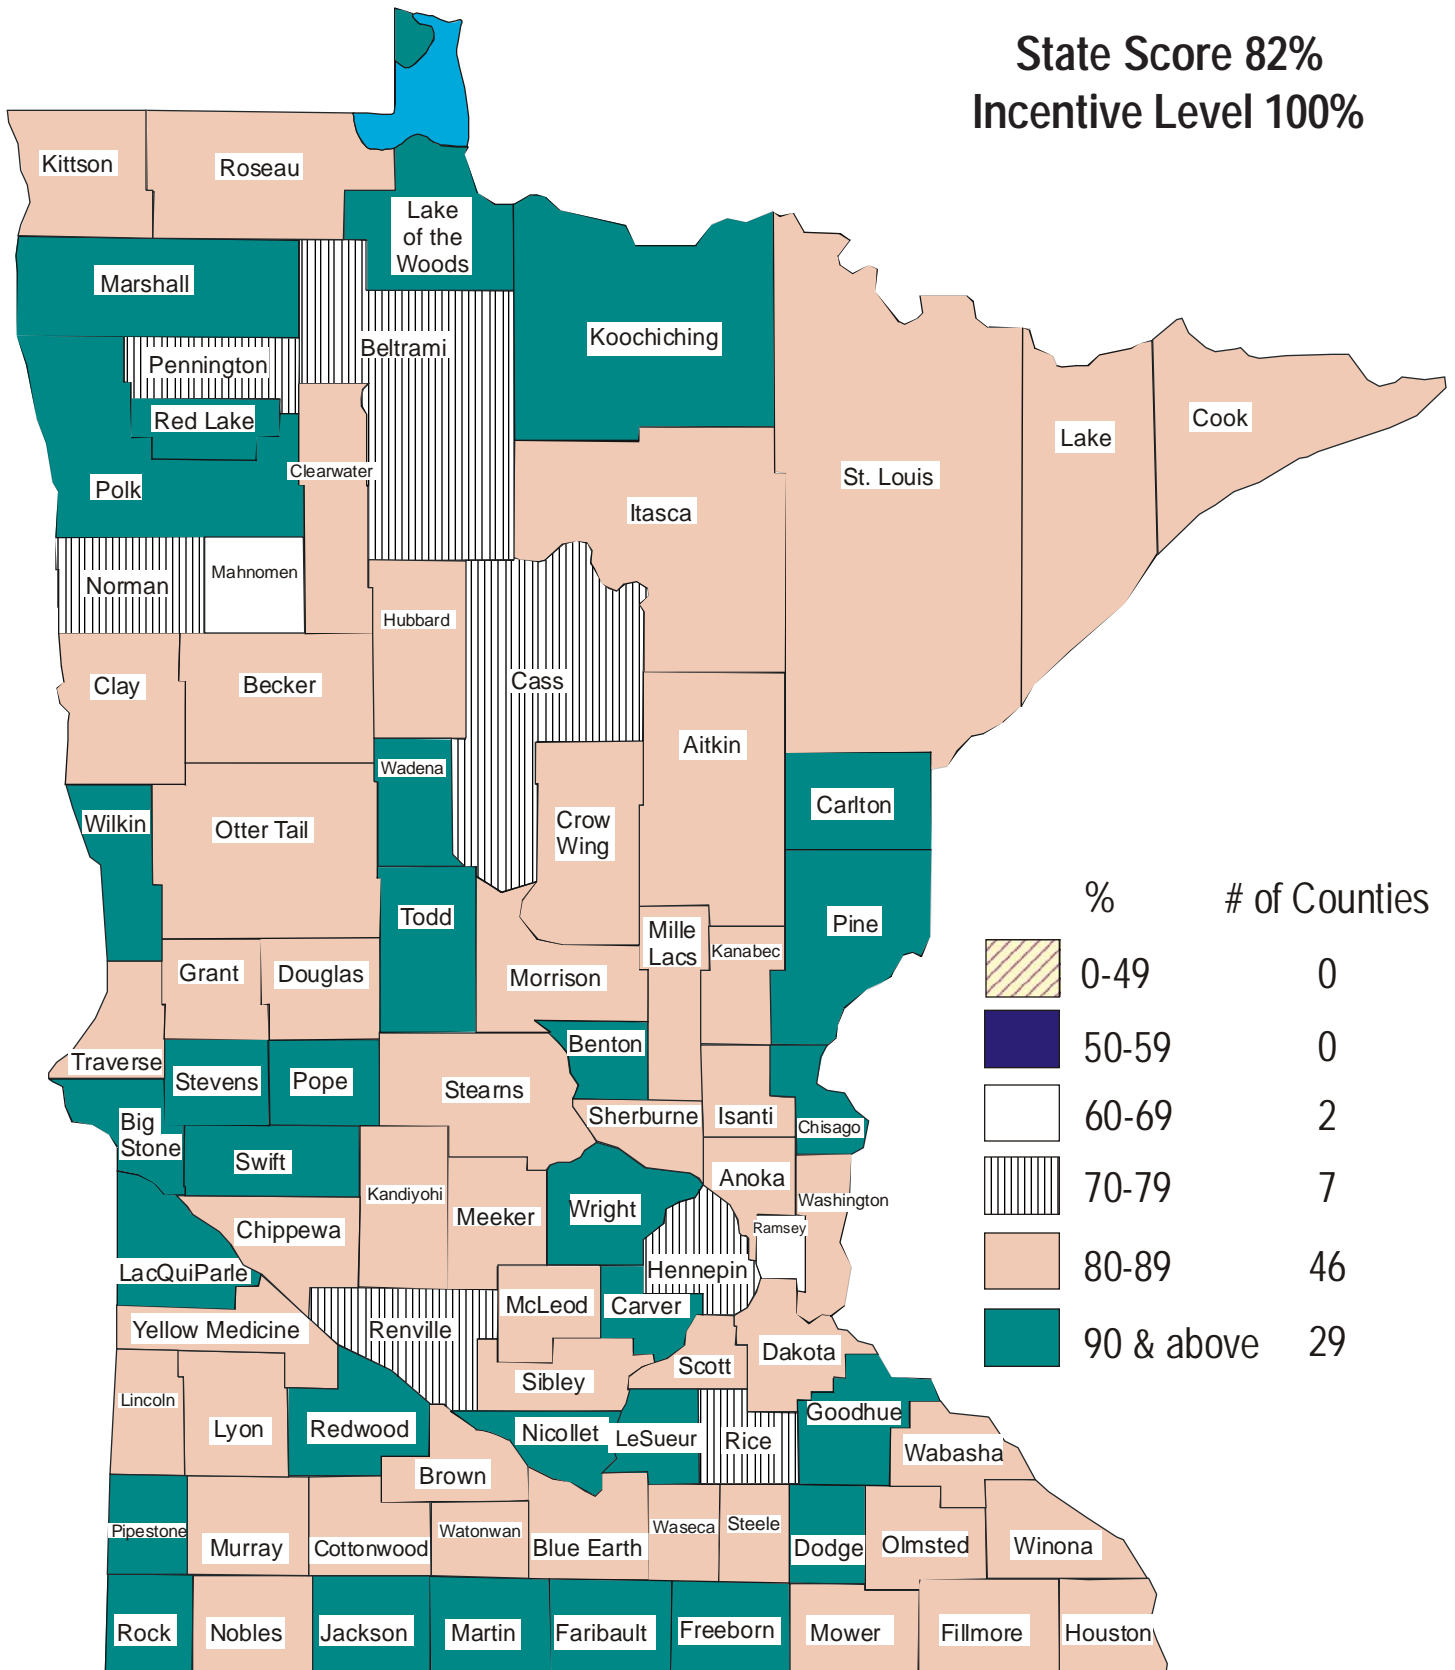 State Score 82%
Incentive Level 100%
Kittson
Roseau
Lake
of the
Woods
Marshall
Koochiching
Beltrami
Pennington
Red Lake
Cook
Lake
Clearwater
St. Louis
Polk
Itasca
Mahnomen
Norman
Hubbard
Cass
Clay
Becker
Aitkin
Wadena
Carlton
Wilkin
Otter Tail
Crow
Wing
% # of Counties
Todd
Pine
Mille
Lacs
Kanabec
Grant
Douglas
Morrison
0-49 0
Benton
50-59 0
Traverse
Stevens
Pope
Stearns
Sherburne
Isanti
60-69 2
Big
Stone
Chisago
Swift
Anoka
70-79 7
Kandiyohi
Washington
Wright
Meeker
Chippewa
Ramsey
LacQuiParle
Hennepin
80-89 46
McLeod
Carver
Yellow Medicine
Renville
90 & above 29
Dakota
Scott
Sibley
Lincoln
Goodhue
Lyon
Redwood
Nicollet
LeSueur
Rice
Wabasha
Brown
Pipestone
Watonwan
Waseca
Steele
Murray
Cottonwood
Blue Earth
Dodge
Olmsted
Winona
Rock
Nobles
Jackson
Martin
Faribault
Freeborn
Mower
Fillmore
Houston